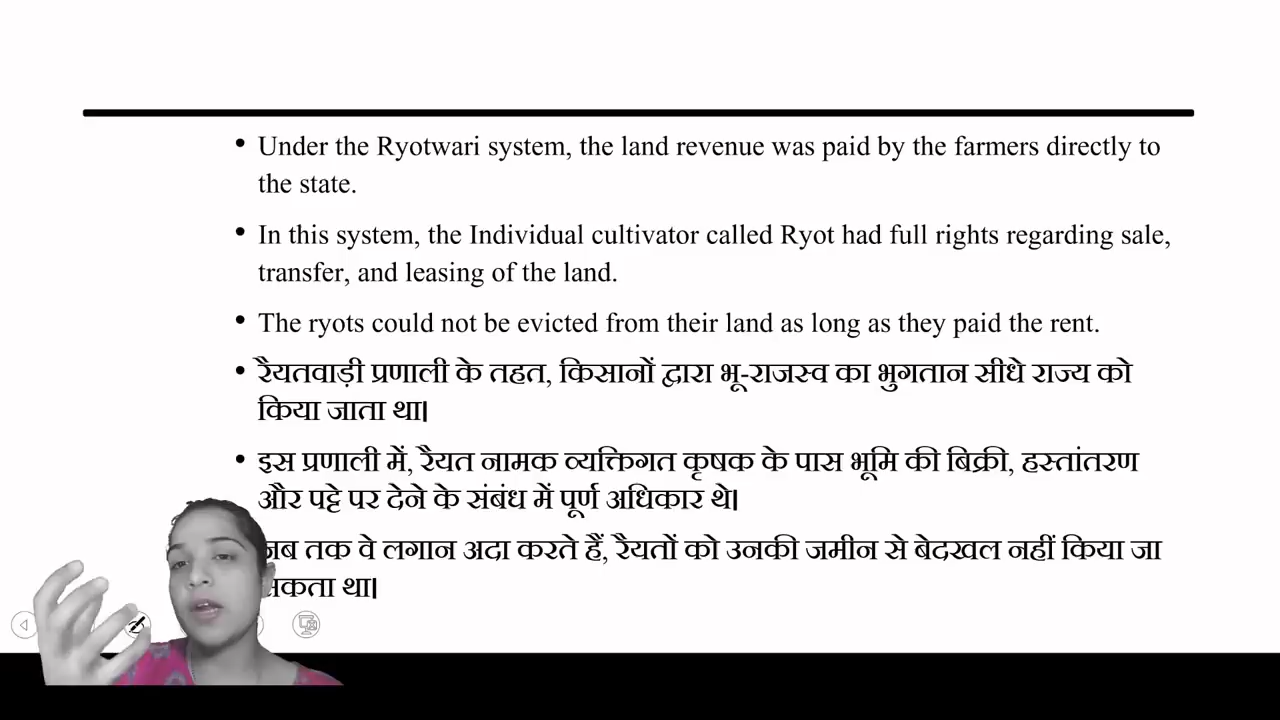 • Under the Ryotwari system, the land revenue was paid by the farmers directly to
the state.
• In this system, the Individual cultivator called Ryot had full rights regarding sale,
transfer, and leasing of the land.
• The ryots could not be evicted from their land as long as they paid the rent.
• रैयतवाड़ी प्रणाली के तहत, किसानों द्वारा भू-राजस्व का भुगतान सीधे राज्य को
किया जाता था।
• इस प्रणाली में, रैयत नामक व्यक्तिगत कृषक के पास भूमि की बिक्री, हस्तांतरण
और पट्टे पर देने के संबंध में पूर्ण अधिकार थे।
तक वे लगान अदा करते हैं, रैयतों को उनकी जमीन से बेदखल नहीं किया जा
था।